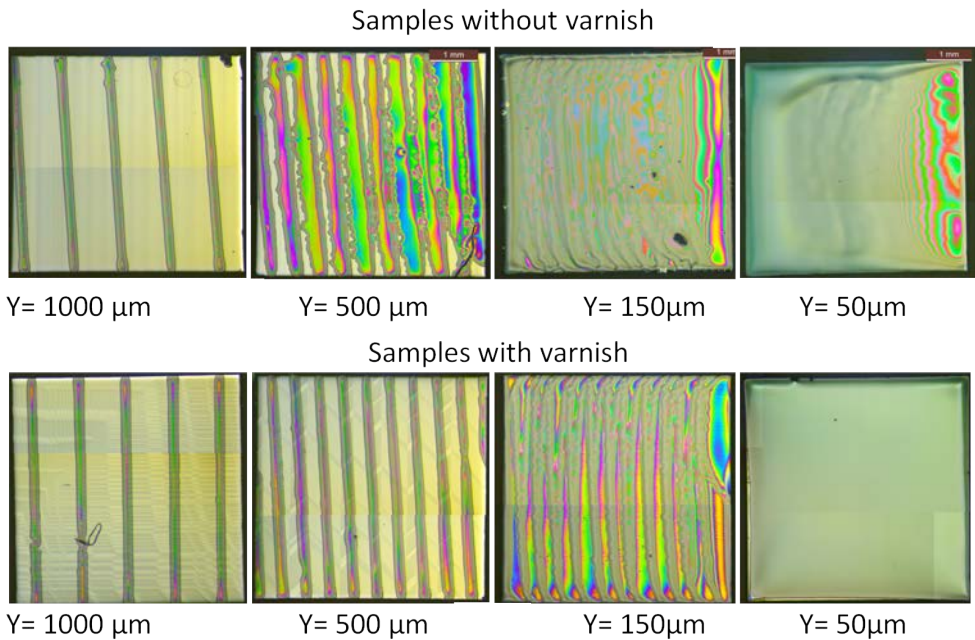 Samples without varnish
1 mm
1 mm
1 mm
Y= 1000 µm
Y= 500 µm
Y= 150µm
Y= 50µm
Samples with varnish
Y= 1000 µm
Y= 500 µm
Y= 150µm
Y= 50µm